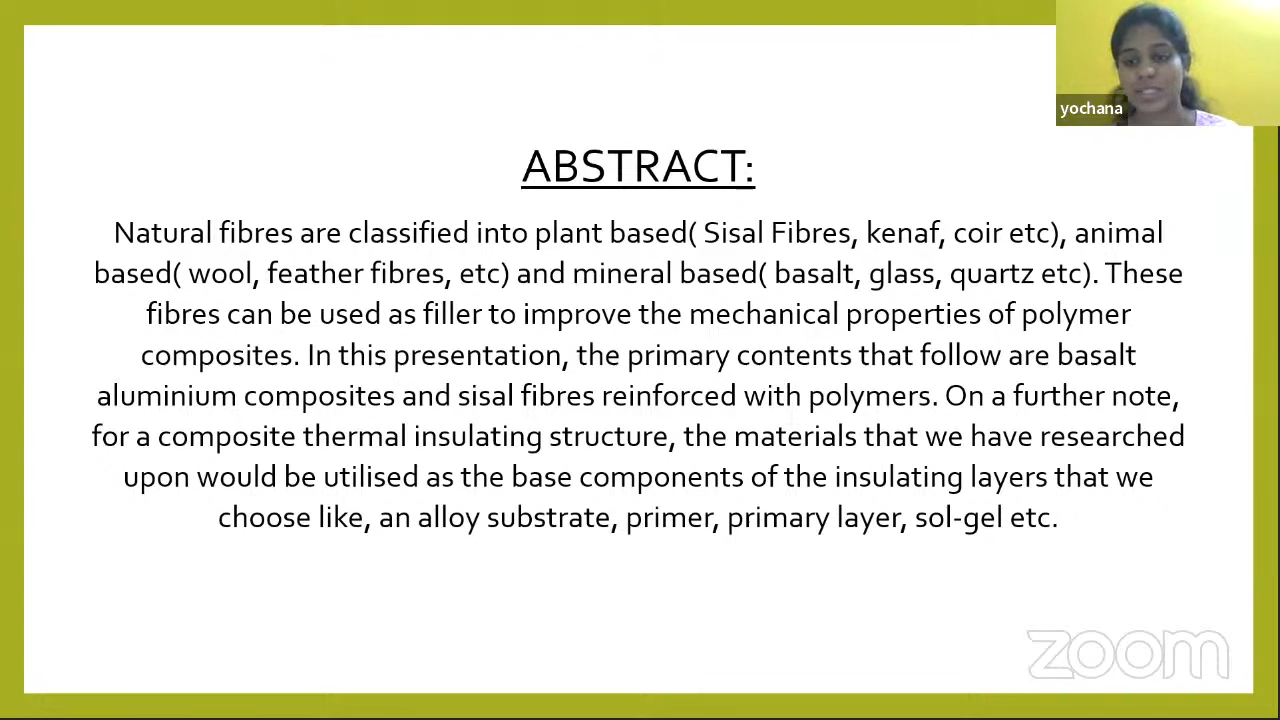 yochana
ABSTRACT:
Natural fibres are classified into plant based( Sisal Fibres, kenaf, coir etc), animal
based( wool, feather fibres, etc) and mineral based( basalt, glass, quartz etc). These
fibres can be used as filler to improve the mechanical properties of polymer
composites. In this presentation, the primary contents that follow are basalt
aluminium composites and sisal fibres reinforced with polymers. On a further note,
for a composite thermal insulating structure, the materials that we have researched
upon would be utilised as the base components of the insulating layers that we
choose like, an alloy substrate, primer, primary layer, sol-gel etc.
zoom